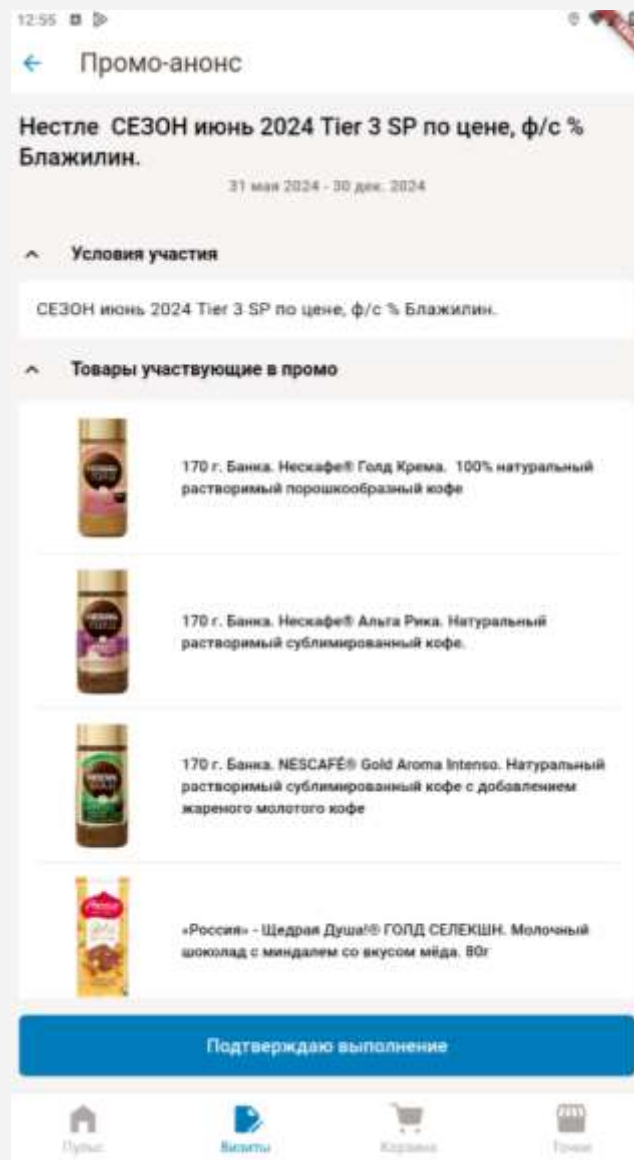 12:55
Промо-анонс
Нестле СЕЗОН июнь 2024 Tier 3 SP по цене, ф/с %
Блажилин.
31 мая 2024 - 30 дек. 2024
Условия участия
СЕЗОН июнь 2024 Tier 3 SP по цене, ф/с % Блажилин.
Товары участвующие в промо
170 г. Банка. Нескафе® Голд Крема. 100% натуральный
растворимый порошкообразный кофе
170 г. Банка. Нескафе® Альта Рика. Натуральный
растворимый сублимированный кофе.
170 г. Банка. NESCAFÉ® Gold Aroma Intenso. Натуральный
растворимый сублимированный кофе с добавлением
жареного молотого кофе
«Россия» - Щедрая Душа!® ГОЛД СЕЛЕКШН. Молочный
шоколад с миндалем со вкусом мёда. 80г
Подтверждаю выполнение
Пульс
Визиты
Корзина
Точки